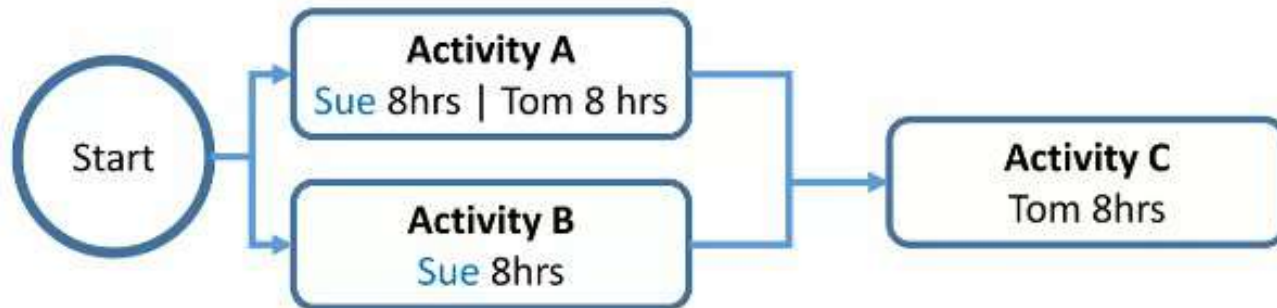 Start
Activity A
Sue 8hrs | Tom 8 hrs
Activity B
Sue 8hrs
Activity C
Tom 8hrs